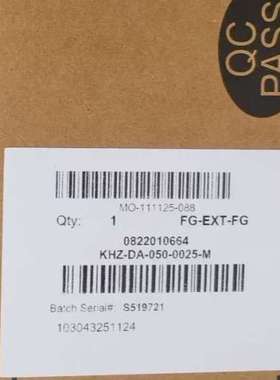 QC
PASS
MO-111125-088
Qty: 1 FG-EXT-FG
0822010664
KHZ-DA-050-0025-M
Batch Serial#: S519721
103043251124